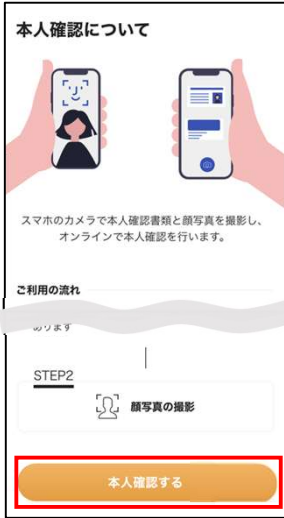 本人確認について
スマホのカメラで本人確認書類と顔写真を撮影し、
オンラインで本人確認を行います。
ご利用の流れ
あります
STEP2
顔写真の撮影
本人確認する